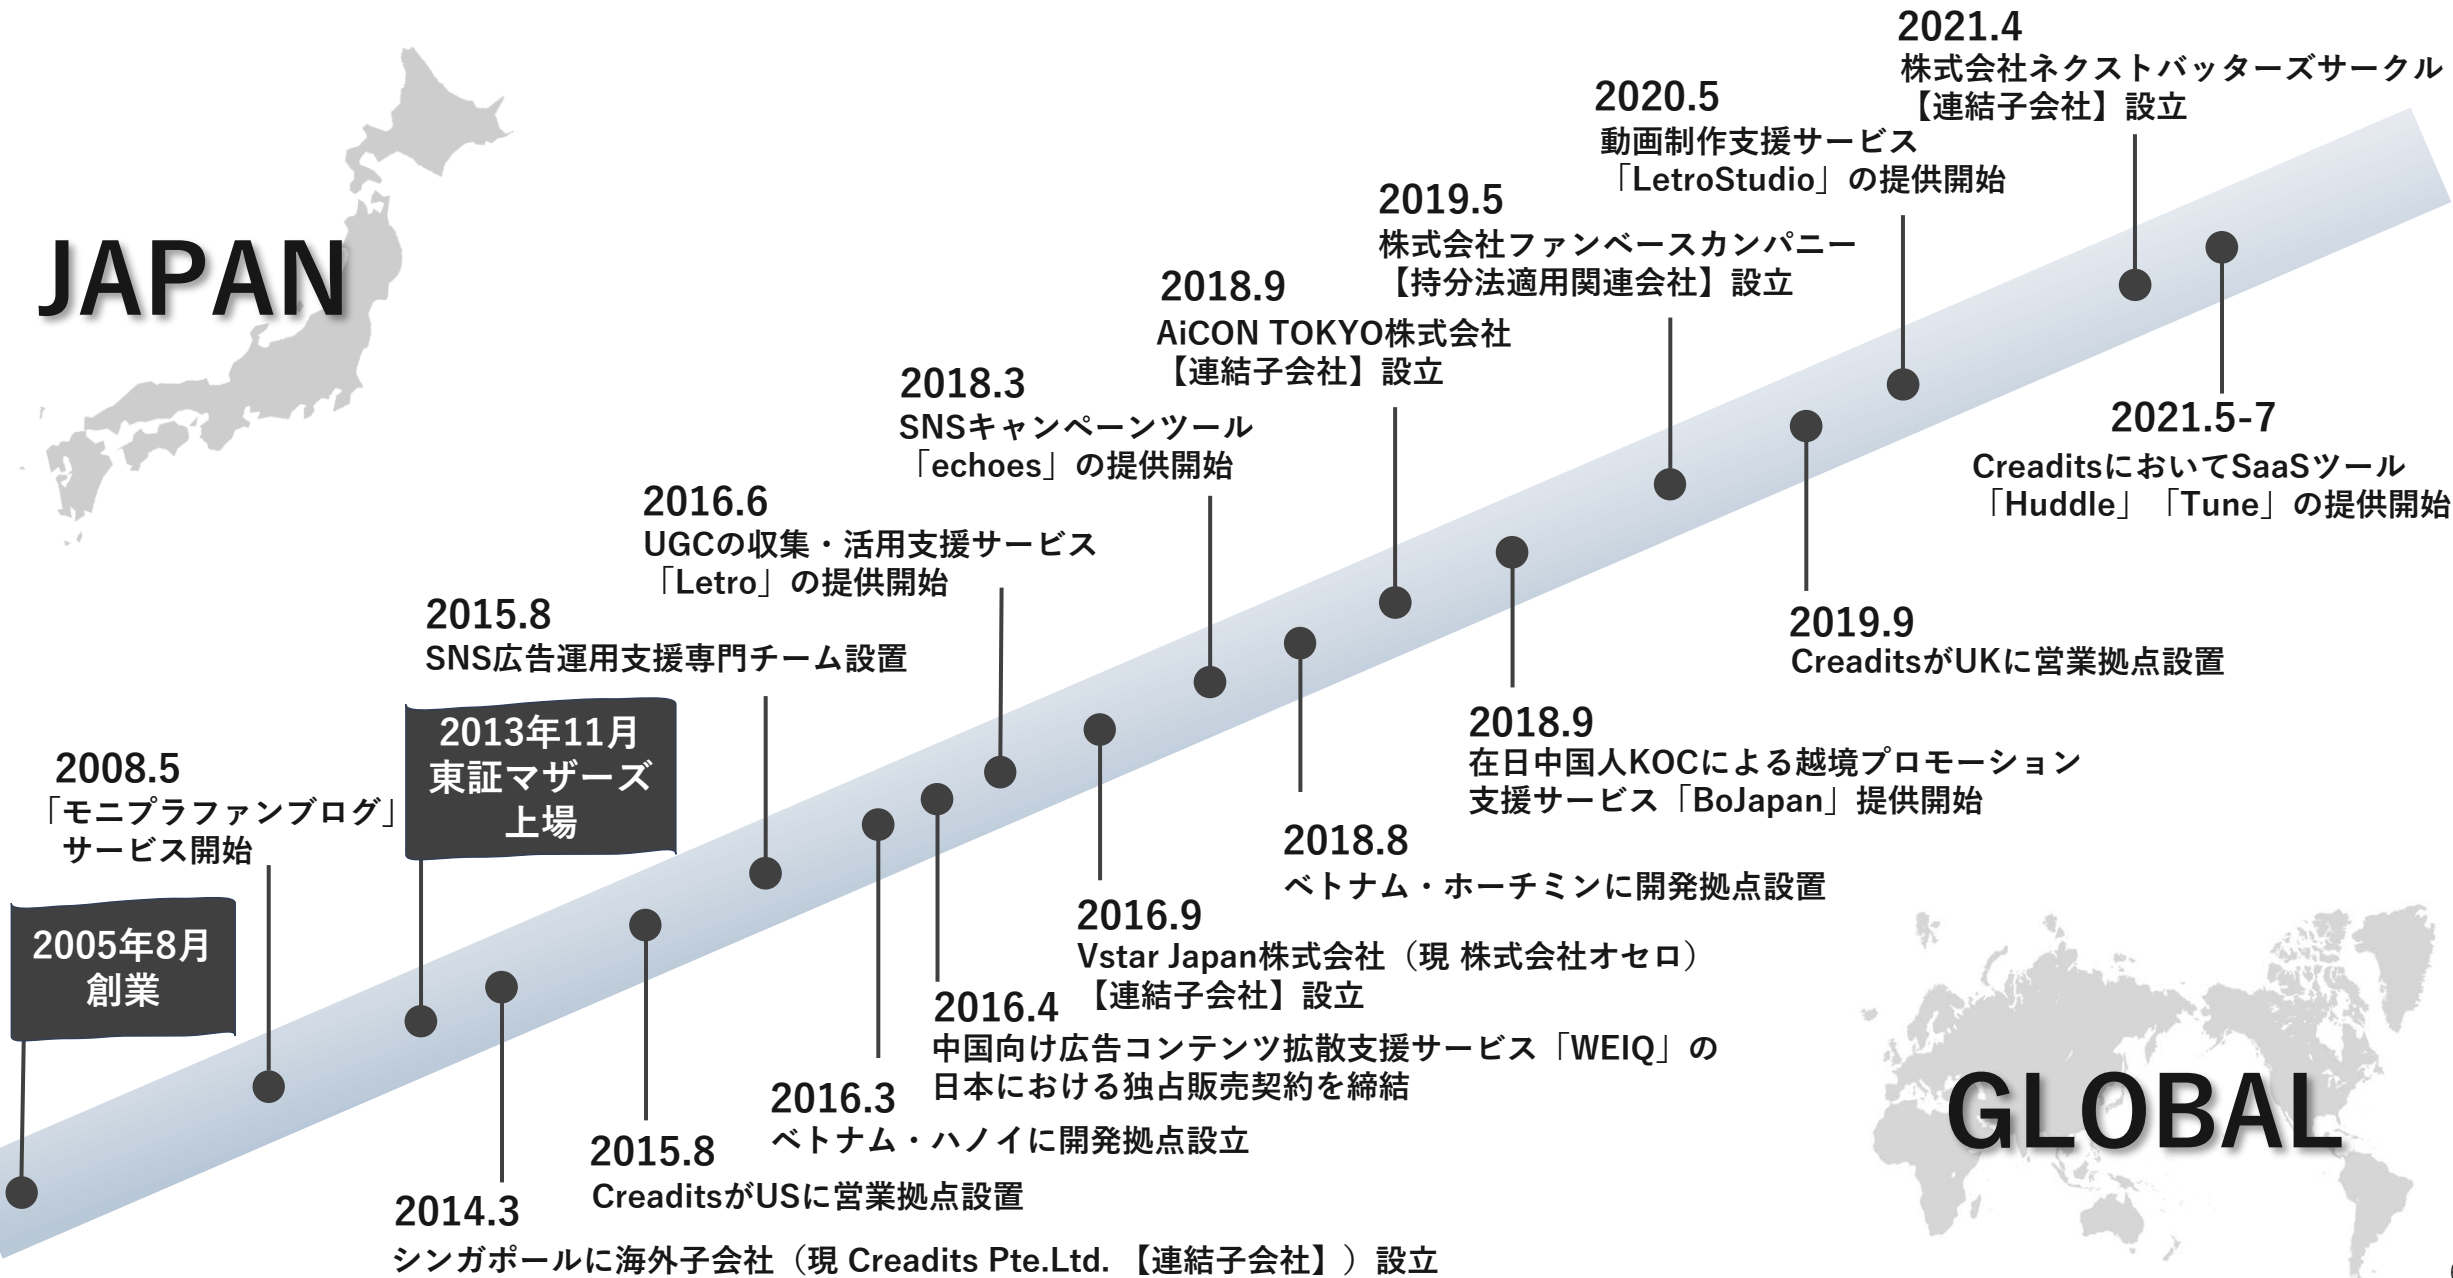 JAPAN
2005年8月
創業
2008.5
「モニプラファンブログ」
サービス開始
2013年11月
東証マザーズ
上場
2015.8
SNS広告運用支援専門チーム設置
2016.6
UGCの収集・活用支援サービス
「Letro」の提供開始
2018.3
SNSキャンペーンツール
「echoes」の提供開始
2018.9
AiCON TOKYO株式会社
【連結子会社】設立
2019.5
株式会社ファンベースカンパニー
【持分法適用関連会社】設立
2020.5
動画制作支援サービス
「LetroStudio」の提供開始
2021.4
株式会社ネクストバッターズサークル
【連結子会社】設立
2014.3
シンガポールに海外子会社（現 Creadits Pte.Ltd. 【連結子会社】）設立
2015.8
CreaditsがUSに営業拠点設置
2016.3
ベトナム・ハノイに開発拠点設立
2016.4
中国向け広告コンテンツ拡散支援サービス「WEIQ」の
日本における独占販売契約を締結
2016.9
Vstar Japan株式会社（現 株式会社オセロ）
【連結子会社】設立
2018.8
ベトナム・ホーチミンに開発拠点設置
2018.9
在日中国人KOCによる越境プロモーション
支援サービス「BoJapan」提供開始
2019.9
CreaditsがUKに営業拠点設置
2021.5-7
CreaditsにおいてSaaSツール
「Huddle」「Tune」の提供開始
GLOBAL